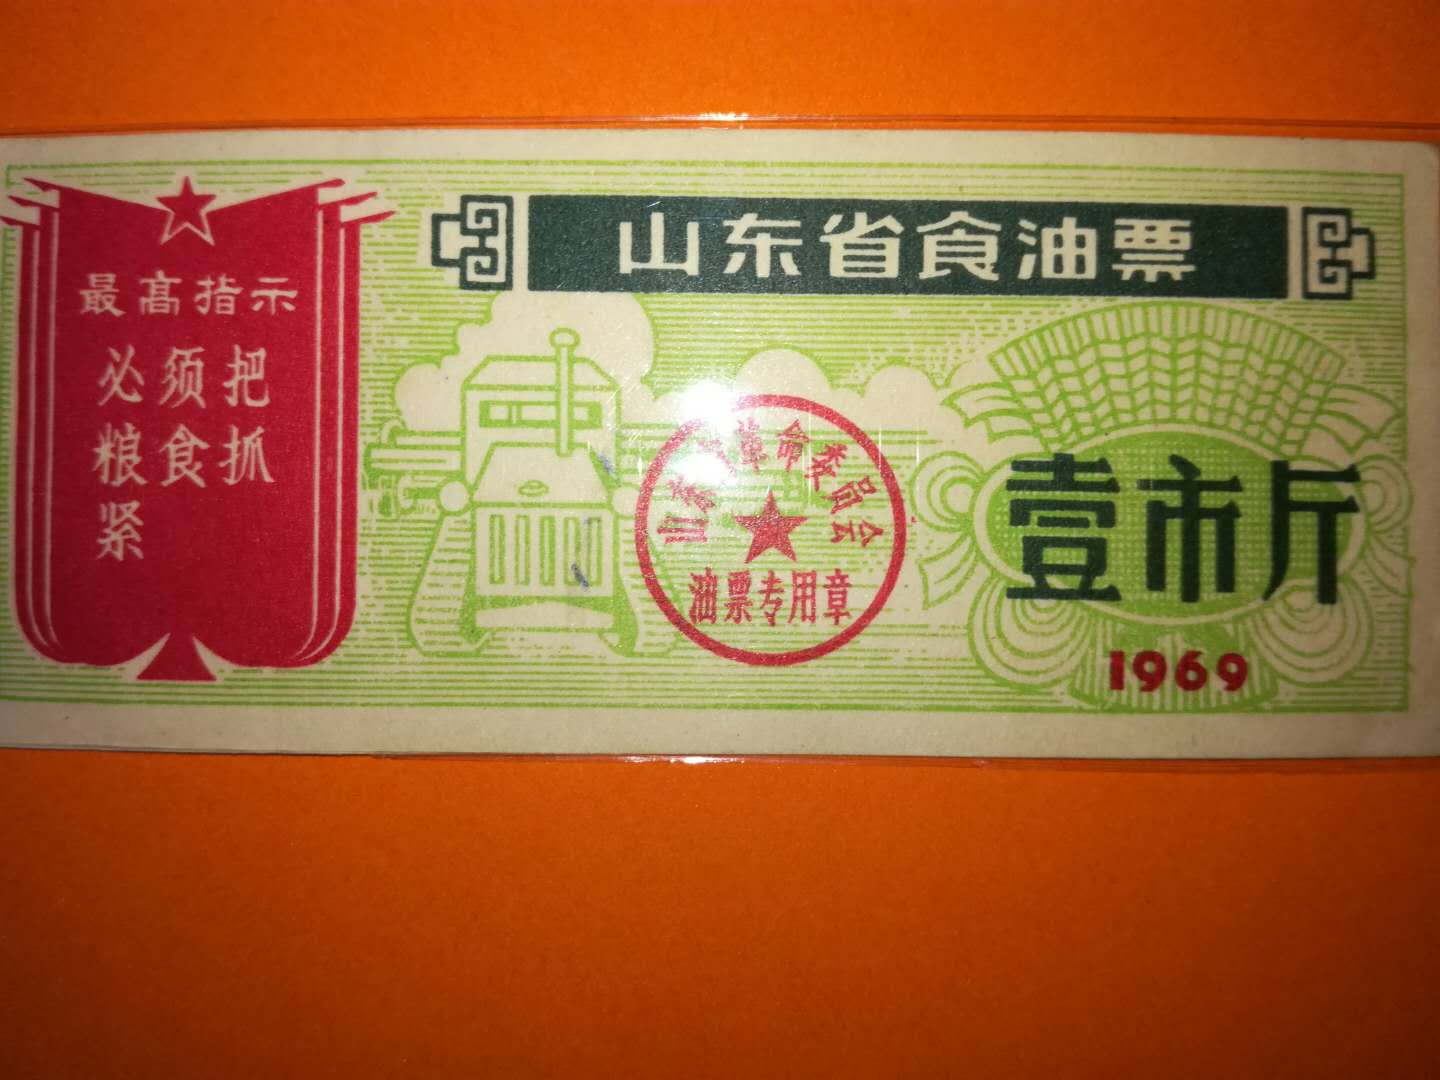 山东省食油票
最高指示
必须把
粮食抓
紧
山东省革命委员会
油票专用章
壹市斤
1969